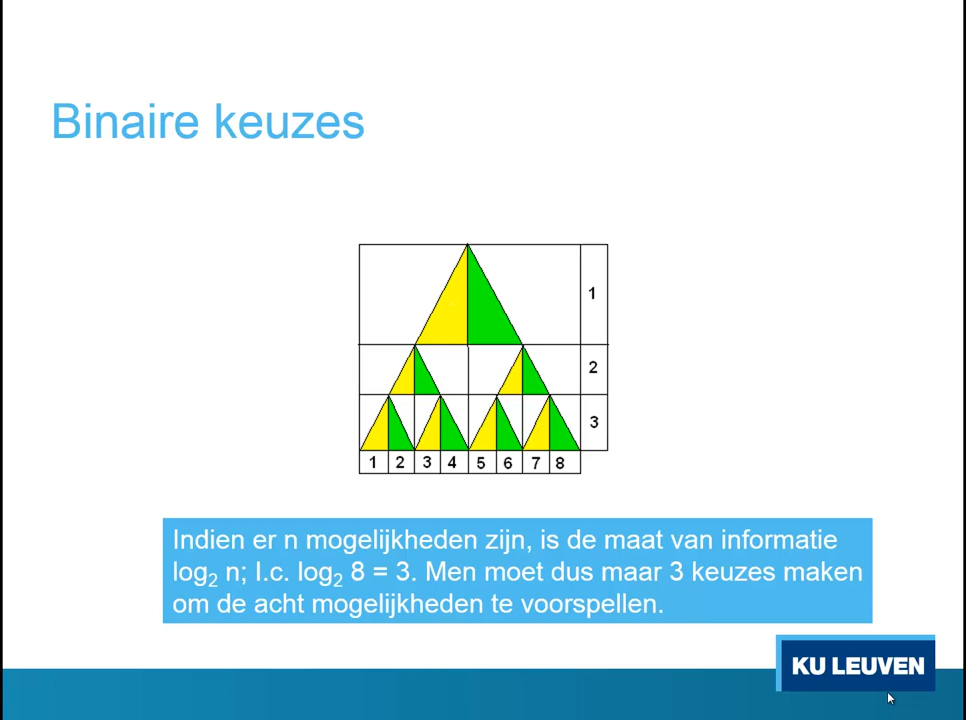 Binaire keuzes
1
2
3
1 2 3 4 5 6 7 8
Indien er n mogelijkheden zijn, is de maat van informatie
log₂ n; I.c. log₂ 8 = 3. Men moet dus maar 3 keuzes maken
om de acht mogelijkheden te voorspellen.
KU LEUVEN